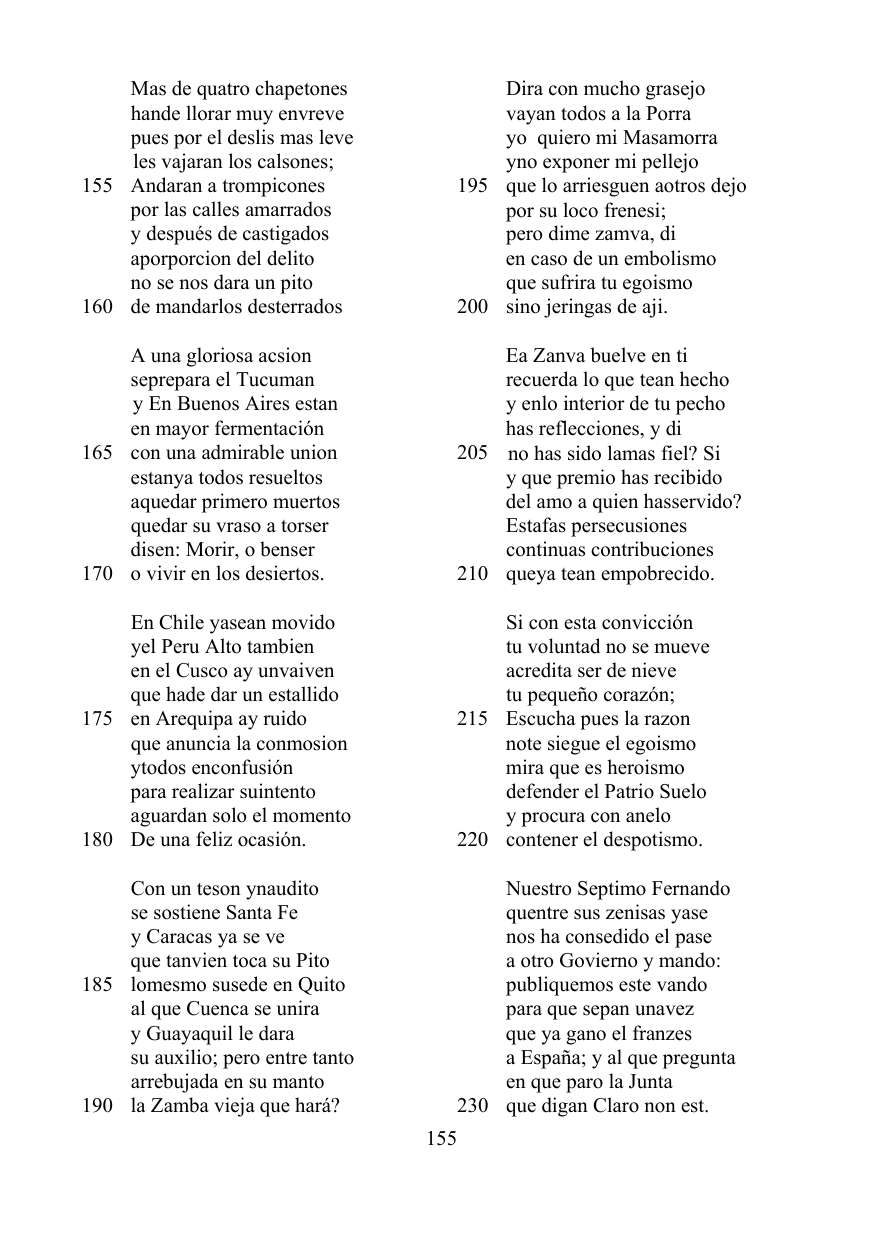 Mas de quatro chapetones
hande llorar muy envreve
pues por el deslis mas leve
les vajaran los calsones;
155 Andaran a trompicones
por las calles amarrados
y después de castigados
aporporcion del delito
no se nos dara un pito
160 de mandarlos desterrados

A una gloriosa acsion
seprepara el Tucuman
y En Buenos Aires estan
en mayor fermentación
165 con una admirable union
estanya todos resueltos
aquedar primero muertos
quedar su vraso a torser
disen: Morir, o benser
170 o vivir en los desiertos.

En Chile yasean movido
yel Peru Alto tambien
en el Cusco ay unvaiven
que hade dar un estallido
175 en Arequipa ay ruido
que anuncia la conmosion
ytodos enconfusión
para realizar suintento
aguardan solo el momento
180 De una feliz ocasión.

Con un teson ynaudito
se sostiene Santa Fe
y Caracas ya se ve
que tanvien toca su Pito
185 lomesmo susede en Quito
al que Cuenca se unira
y Guayaquil le dara
su auxilio; pero entre tanto
arrebujada en su manto
190 la Zamba vieja que hará?

Dira con mucho grasejo
vayan todos a la Porra
yo quiero mi Masamorra
yno exponer mi pellejo
195 que lo arriesguen aotros dejo
por su loco frenesi;
pero dime zamva, di
en caso de un embolismo
que sufrira tu egoismo
200 sino jeringas de aji.

Ea Zanva buelve en ti
recuerda lo que tean hecho
y enlo interior de tu pecho
has reflecciones, y di
205 no has sido lamas fiel? Si
y que premio has recibido
del amo a quien hasservido?
Estafas persecusiones
continuas contribuciones
210 queya tean empobrecido.

Si con esta convicción
tu voluntad no se mueve
acredita ser de nieve
tu pequeño corazón;
215 Escucha pues la razon
note siegue el egoismo
mira que es heroismo
defender el Patrio Suelo
y procura con anelo
220 contener el despotismo.

Nuestro Septimo Fernando
quentre sus zenisas yase
nos ha consedido el pase
a otro Govierno y mando:
publiquemos este vando
para que sepan unavez
que ya gano el franzes
a España; y al que pregunta
en que paro la Junta
230 que digan Claro non est.

155